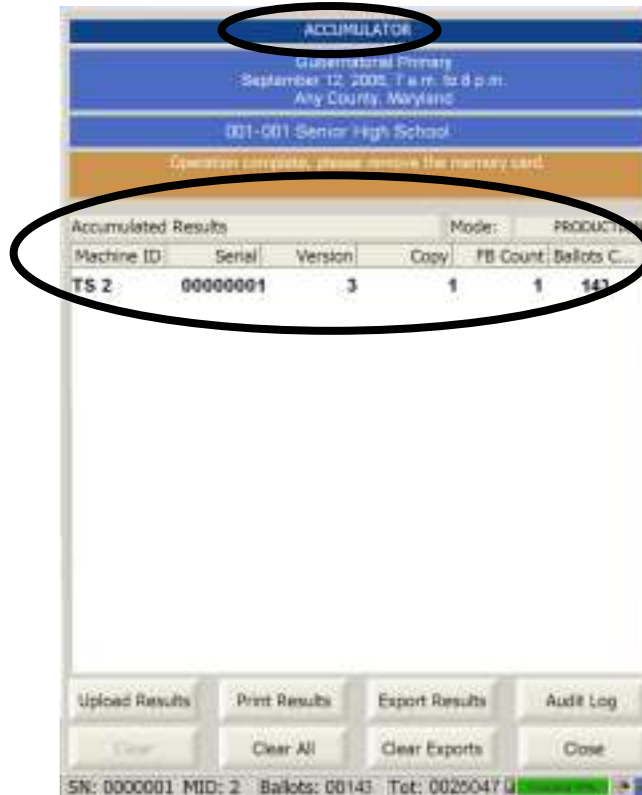 ACCUMULATOR
Gubernatorial Primary
September 12, 2006, 7 a.m. to 8 p.m.
Any County, Maryland
001-001 Senior High School
Operation complete, please remove the memory card.
Accumulated Results Mode: PRODUCTION
Machine ID Serial Version Copy FB Count Ballots C...
TS 2 00000001 3 1 1 143
Upload Results Print Results Export Results Audit Log
Clear Clear All Clear Exports Close
SN: 0000001 MID: 2 Ballots: 00143 Tot: 0026047